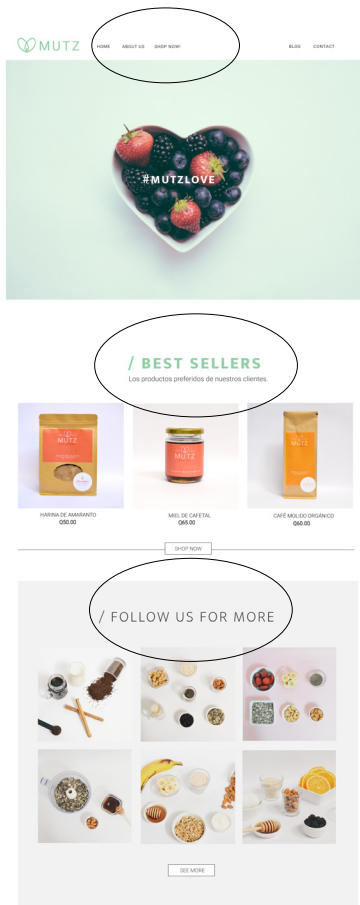 MUTZ HOME ABOUT US SHOP NOW! BLOG CONTACT
#MUTZLOVE
/ BEST SELLERS
Los productos preferidos de nuestros clientes.
MUTZ
MUTZ
MUTZ
HARINA DE AMARANTO
Q50.00
MIEL DE CAFETAL
Q65.00
CAFÉ MOLIDO ORGÁNICO
Q60.00
SHOP NOW
/ FOLLOW US FOR MORE
SEE MORE